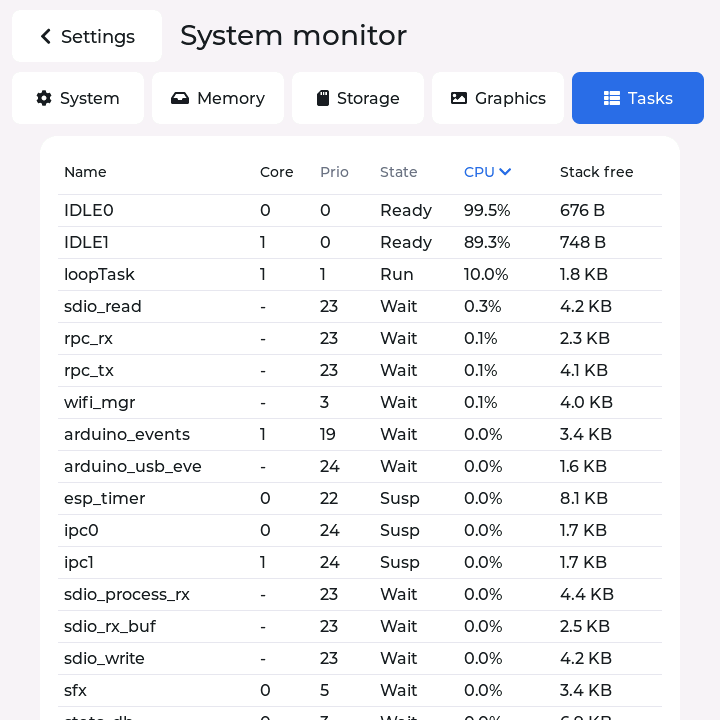 Settings System monitor
System Memory Storage Graphics Tasks
Name Core Prio State CPU Stack free
IDLE0 0 0 Ready 99.5% 676 B
IDLE1 1 0 Ready 89.3% 748 B
loopTask 1 1 Run 10.0% 1.8 KB
sdio_read - 23 Wait 0.3% 4.2 KB
rpc_rx - 23 Wait 0.1% 2.3 KB
rpc_tx - 23 Wait 0.1% 4.1 KB
wifi_mgr - 3 Wait 0.1% 4.0 KB
arduino_events 1 19 Wait 0.0% 3.4 KB
arduino_usb_eve - 24 Wait 0.0% 1.6 KB
esp_timer 0 22 Susp 0.0% 8.1 KB
ipc0 0 24 Susp 0.0% 1.7 KB
ipc1 1 24 Susp 0.0% 1.7 KB
sdio_process_rx - 23 Wait 0.0% 4.4 KB
sdio_rx_buf - 23 Wait 0.0% 2.5 KB
sdio_write - 23 Wait 0.0% 4.2 KB
sfx 0 5 Wait 0.0% 3.4 KB